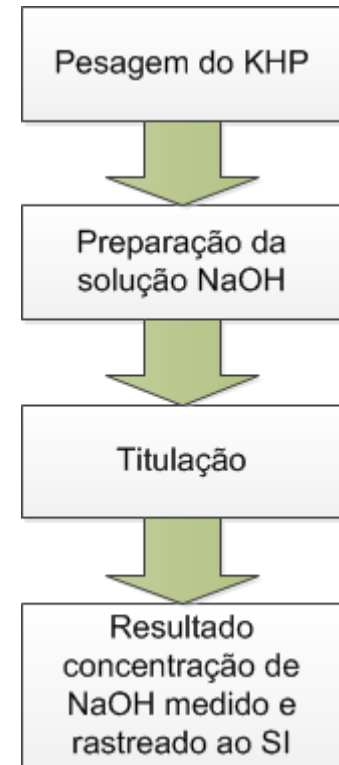 Pesagem do KHP
Preparação da
solução NaOH
Titulação
Resultado
concentração de
NaOH medido e
rastreado ao SI